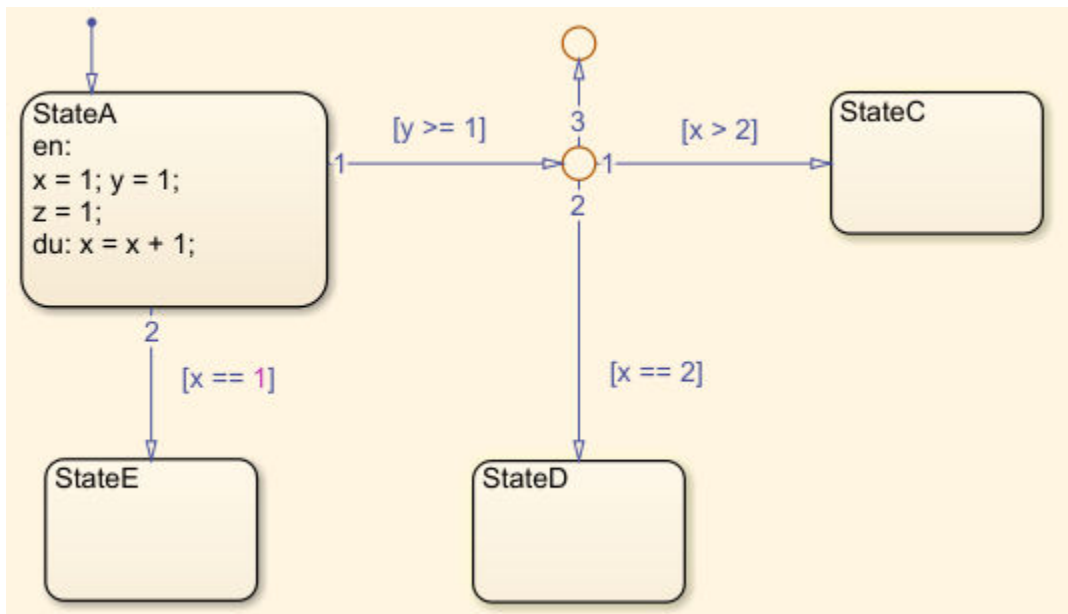 StateA
en:
x = 1; y = 1;
z = 1;
du: x = x + 1;
1
[y >= 1]
3
1
[x > 2]
StateC
2
2
[x == 1]
[x == 2]
StateE
StateD